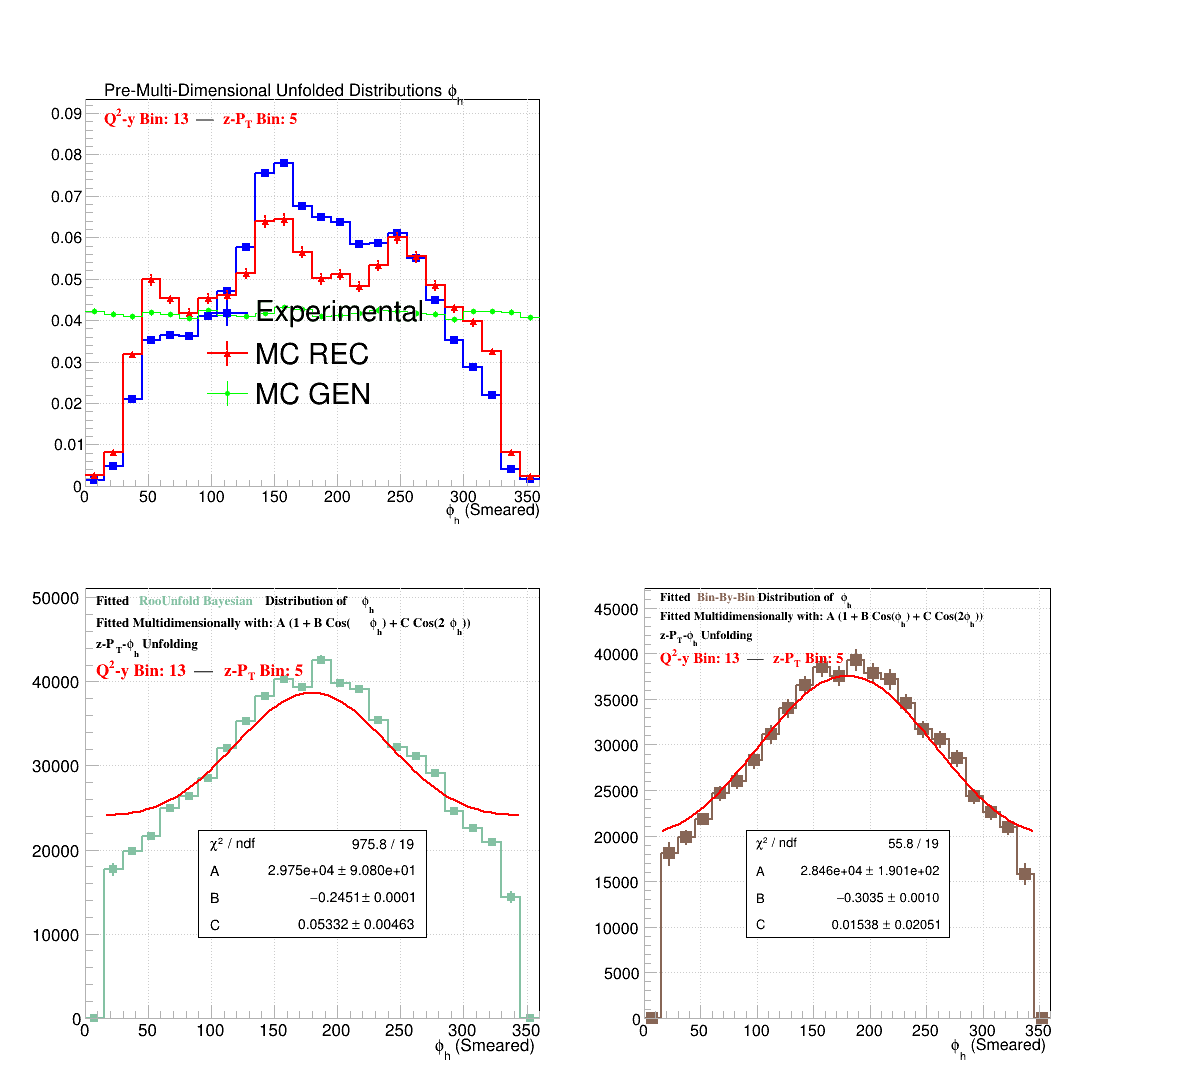 Pre-Multi-Dimensional Unfolded Distributions ϕh
Q2-y Bin: 13 — z-PT Bin: 5
0.09
0.08
0.07
0.06
0.05
0.04
0.03
0.02
0.01
0
Experimental
MC REC
MC GEN
0 50 100 150 200 250 300 350
ϕh (Smeared)
Fitted RooUnfold Bayesian Distribution of ϕh
Fitted Multidimensionally with: A (1 + B Cos( ϕh) + C Cos(2 ϕh))
z-PT-ϕh Unfolding
Q2-y Bin: 13 — z-PT Bin: 5
50000
40000
30000
20000
10000
0
χ2 / ndf 975.8 / 19
A 2.975e+04 ± 9.080e+01
B −0.2451 ± 0.0001
C 0.05332 ± 0.00463
0 50 100 150 200 250 300 350
ϕh (Smeared)
Fitted Bin-By-Bin Distribution of ϕh
Fitted Multidimensionally with: A (1 + B Cos(ϕh) + C Cos(2ϕh))
z-PT-ϕh Unfolding
Q2-y Bin: 13 — z-PT Bin: 5
45000
40000
35000
30000
25000
20000
15000
10000
5000
0
χ2 / ndf 55.8 / 19
A 2.846e+04 ± 1.901e+02
B −0.3035 ± 0.0010
C 0.01538 ± 0.02051
0 50 100 150 200 250 300 350
ϕh (Smeared)